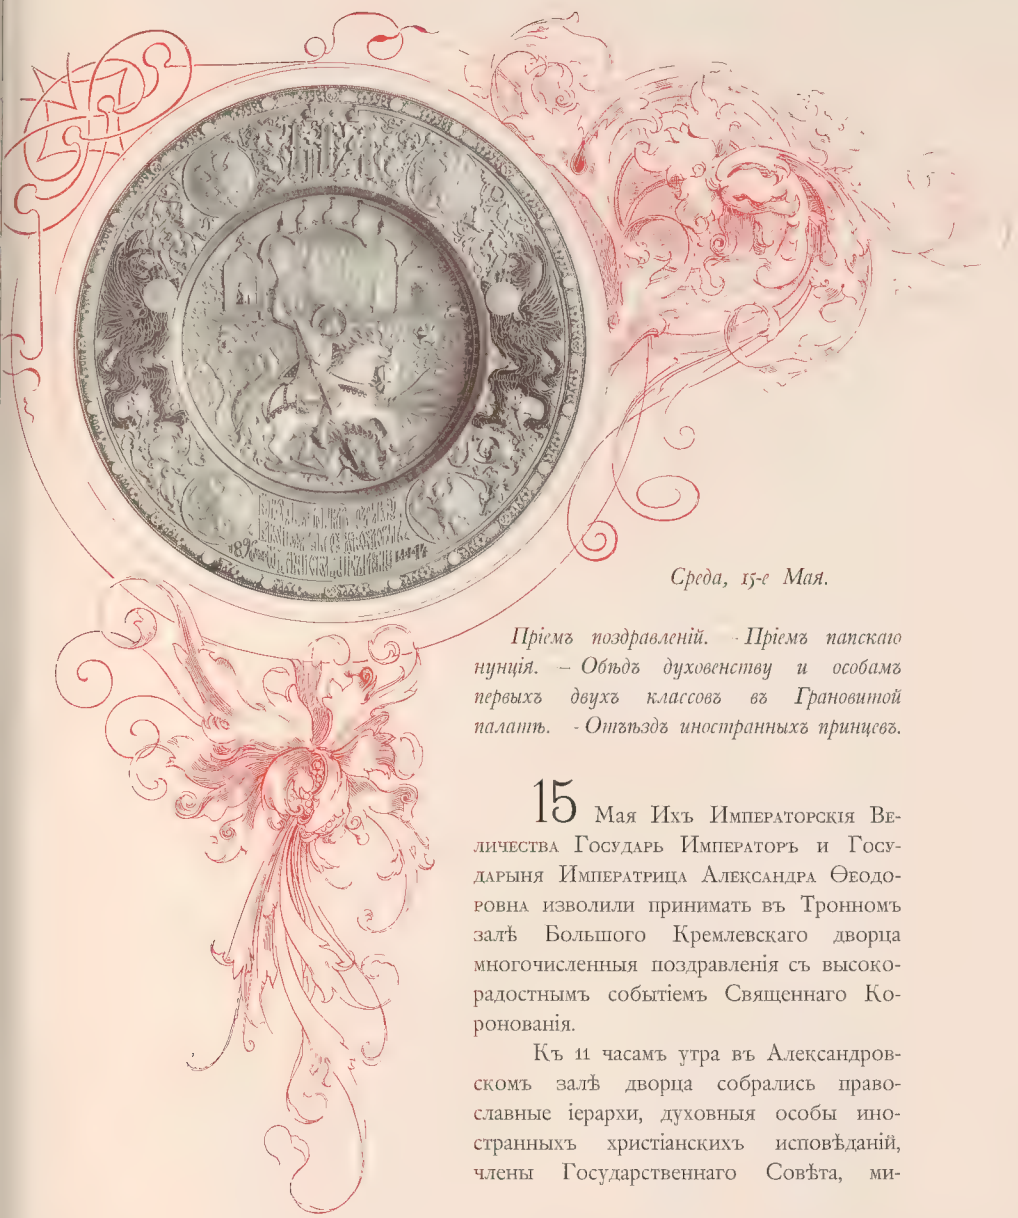 Среда, 15-е Мая.
Пріемъ поздравленій. - Пріемъ папскаго
нунція. — Обѣдъ духовенству и особамъ
первыхъ двухъ классовъ въ Грановитой
палатѣ. - Отъѣздъ иностранныхъ принцевъ.
15 Мая Ихъ Императорскія Ве-
личества Государь Императоръ и Госу-
дарыня Императрица Александра Ѳеодо-
ровна изволили принимать въ Тронномъ
залѣ Большого Кремлевскаго дворца
многочисленныя поздравленія съ высоко-
радостнымъ событіемъ Священнаго Ко-
ронованія.
Къ 11 часамъ утра въ Александров-
скомъ залѣ дворца собрались право-
славные іерархи, духовныя особы ино-
странныхъ христіанскихъ исповѣданій,
члены Государственнаго Совѣта, ми-